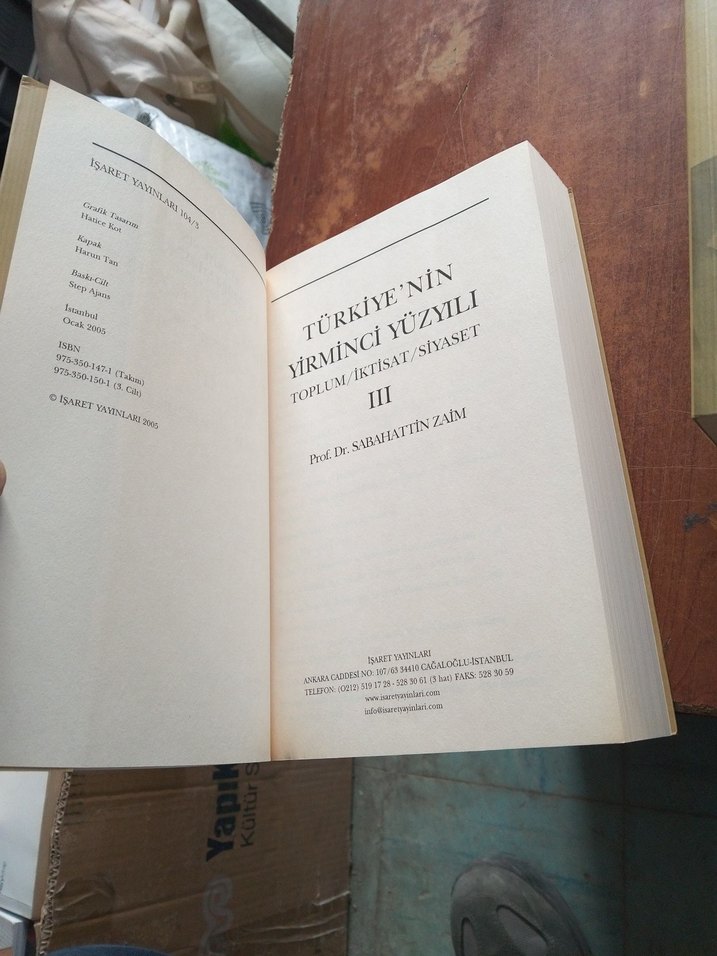 İŞARET YAYINLARI 104/3
Grafik Tasarım
Hatice Kot
Kapak
Harun Tan
Baskı-Cilt
Step Ajans
İstanbul
Ocak 2005
ISBN
975-350-147-1 (Takım)
975-350-150-1 (3. Cilt)
© İŞARET YAYINLARI 2005
TÜRKİYE'NİN
YİRMİNCİ YÜZYILI
TOPLUM/İKTİSAT/SİYASET
III
Prof. Dr. SABAHATTİN ZAİM
İŞARET YAYINLARI
ANKARA CADDESİ NO: 107/63 34410 CAĞALOĞLU-İSTANBUL
TELEFON: (O212) 519 17 28 - 528 30 61 (3 hat) FAKS: 528 30 59
www.isaretyayinlari.com
info@isaretyayinlari.com
YapıK
Kültür S